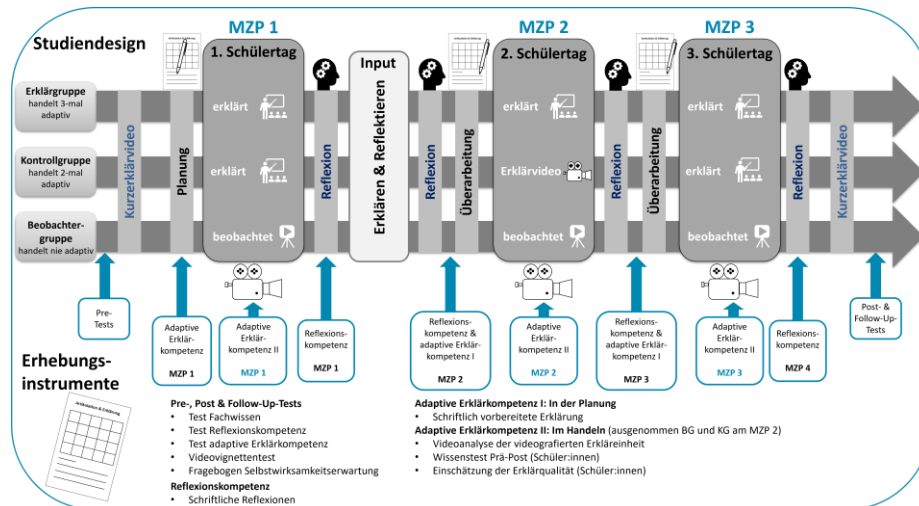 Studiendesign
MZP 1
MZP 2
MZP 3
Artikulation & Erklärung
1. Schülertag
Input
2. Schülertag
3. Schülertag
Erklärgruppe
handelt 3-mal
adaptiv
Kontrollgruppe
handelt 2-mal
adaptiv
Beobachter-
gruppe
handelt nie adaptiv
Kurzerklärvideo
Planung
erklärt
erklärt
beobachtet
Reflexion
Erklären & Reflektieren
Reflexion
Überarbeitung
erklärt
Erklärvideo
beobachtet
Reflexion
Überarbeitung
erklärt
erklärt
beobachtet
Reflexion
Kurzerklärvideo
Pre-
Tests
Adaptive
Erklär-
kompetenz
MZP 1
Adaptive
Erklär-
kompetenz II
MZP 1
Reflexions-
kompetenz
MZP 1
Reflexions-
kompetenz &
adaptive Erklär-
kompetenz I
MZP 2
Adaptive
Erklär-
kompetenz II
MZP 2
Reflexions-
kompetenz &
adaptive Erklär-
kompetenz I
MZP 3
Adaptive
Erklär-
kompetenz II
MZP 3
Reflexions-
kompetenz
MZP 4
Post- &
Follow-Up-
Tests
Erhebungs-
instrumente
Artikulation & Erklärung
Pre-, Post & Follow-Up-Tests
• Test Fachwissen
• Test Reflexionskompetenz
• Test adaptive Erklärkompetenz
• Videovignettentest
• Fragebogen Selbstwirksamkeitserwartung
Reflexionskompetenz
• Schriftliche Reflexionen
Adaptive Erklärkompetenz I: In der Planung
• Schriftlich vorbereitete Erklärung
Adaptive Erklärkompetenz II: Im Handeln (ausgenommen BG und KG am MZP 2)
• Videoanalyse der videografierten Erkläreinheit
• Wissenstest Prä-Post (Schüler:innen)
• Einschätzung der Erklärqualität (Schüler:innen)